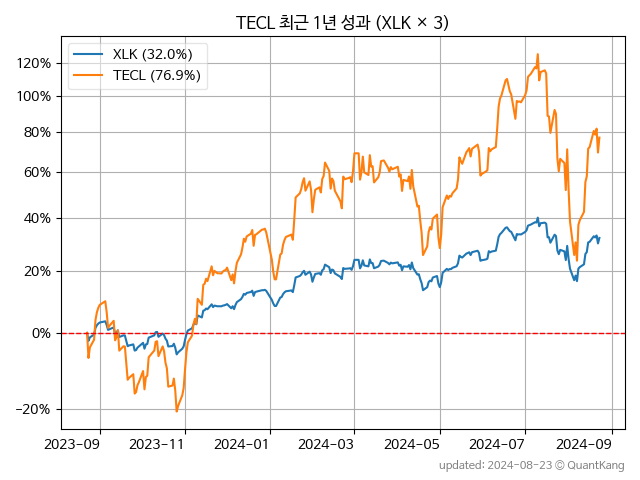 TECL 최근 1년 성과 (XLK × 3)
XLK (32.0%)
TECL (76.9%)
120%
100%
80%
60%
40%
20%
0%
−20%
2023-09 2023-11 2024-01 2024-03 2024-05 2024-07 2024-09
updated: 2024-08-23 © QuantKang